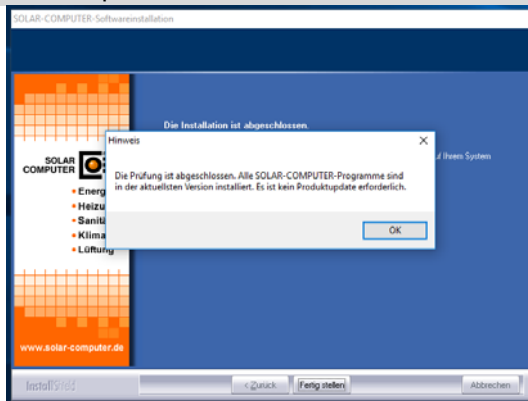 SOLAR-COMPUTER-Softwareinstallation
Die Installation ist abgeschlossen.
Hinweis
uf Ihrem System
Die Prüfung ist abgeschlossen. Alle SOLAR-COMPUTER-Programme sind
in der aktuellsten Version installiert. Es ist kein Produktupdate erforderlich.
OK
SOLAR
COMPUTER
• Energ
• Heizu
• Sanitä
• Klima
• Lüftung
www.solar-computer.de
InstallShield
< Zurück
Fertig stellen
Abbrechen